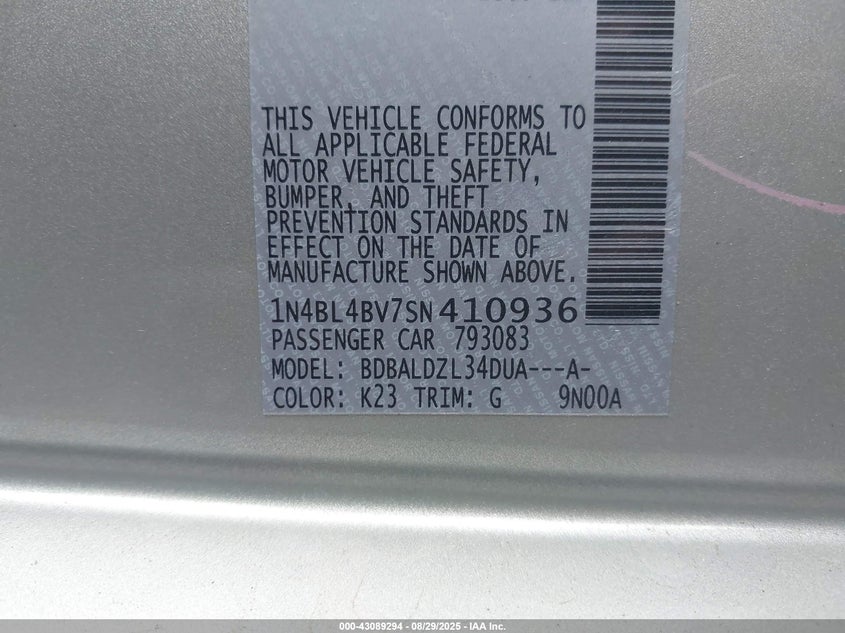 THIS VEHICLE CONFORMS TO
ALL APPLICABLE FEDERAL
MOTOR VEHICLE SAFETY,
BUMPER, AND THEFT
PREVENTION STANDARDS IN
EFFECT ON THE DATE OF
MANUFACTURE SHOWN ABOVE.
1N4BL4BV7SN410936
PASSENGER CAR 793083
MODEL: BDBALDZL34DUA---A-
COLOR: K23 TRIM: G 9N00A
000-43089294 - 08/29/2025 - IAA Inc.